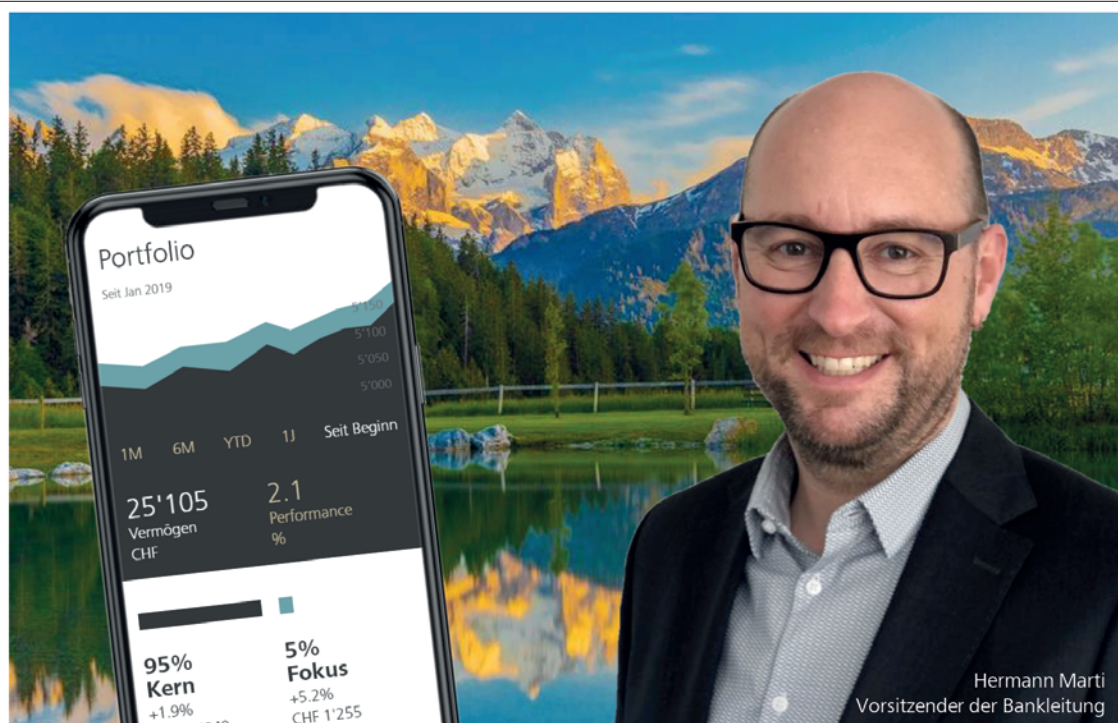 Portfolio
Seit Jan 2019
5'150
5'100
5'050
5'000
1M 6M YTD 1J Seit Beginn
25'105
Vermögen
CHF
2.1
Performance
%
95%
Kern
+1.9%
5%
Fokus
+5.2%
CHF 1'255
Hermann Marti
Vorsitzender der Bankleitung